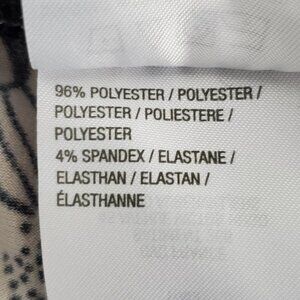 96% POLYESTER / POLYESTER /
POLYESTER / POLIESTERE /
POLYESTER
4% SPANDEX / ELASTANE /
ELASTHAN / ELASTAN /
ÉLASTHANNE